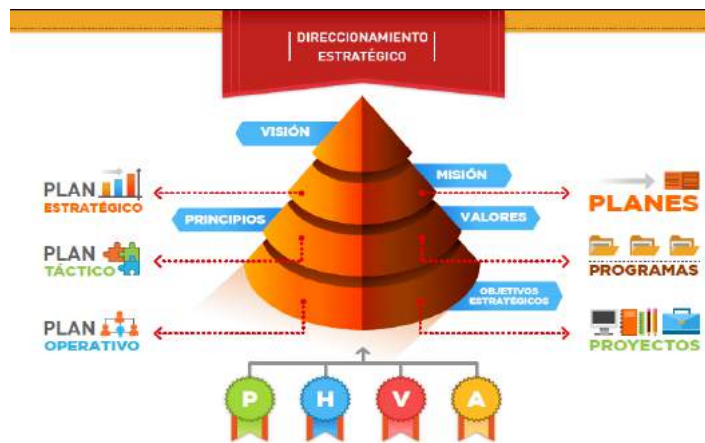 DIRECCIONAMIENTO
ESTRATÉGICO
VISIÓN
MISIÓN
PLAN
ESTRATÉGICO
PLANES
PRINCIPIOS
VALORES
PLAN
TÁCTICO
PROGRAMAS
OBJETIVOS
ESTRATÉGICOS
PLAN
OPERATIVO
PROYECTOS
P H V A